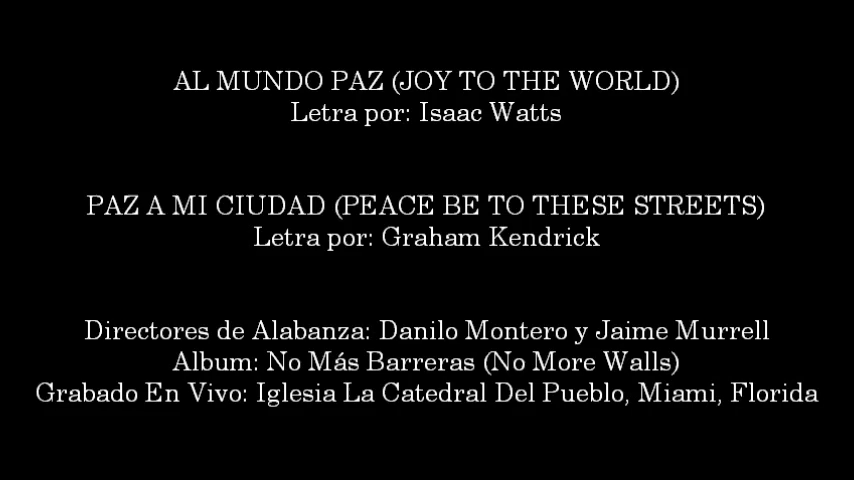 AL MUNDO PAZ (JOY TO THE WORLD)
Letra por: Isaac Watts
PAZ A MI CIUDAD (PEACE BE TO THESE STREETS)
Letra por: Graham Kendrick
Directores de Alabanza: Danilo Montero y Jaime Murrell
Album: No Más Barreras (No More Walls)
Grabado En Vivo: Iglesia La Catedral Del Pueblo, Miami, Florida